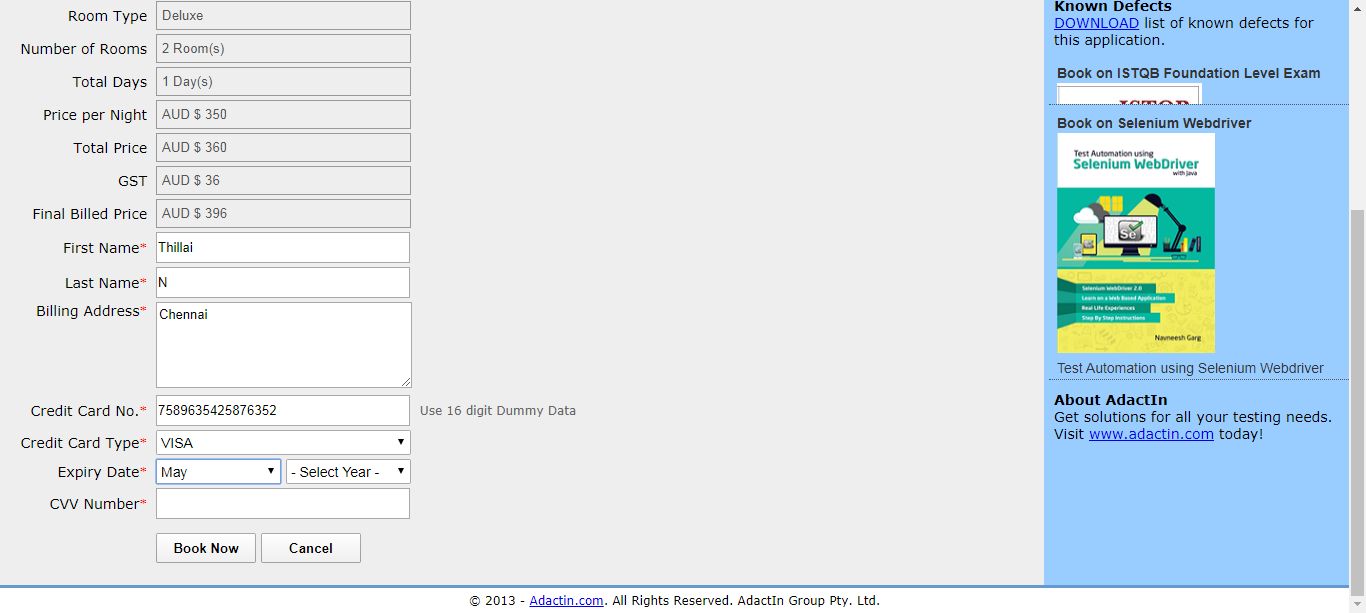 Room Type Deluxe
Number of Rooms 2 Room(s)
Total Days 1 Day(s)
Price per Night AUD $ 350
Total Price AUD $ 360
GST AUD $ 36
Final Billed Price AUD $ 396
First Name* Thillai
Last Name* N
Billing Address* Chennai
Credit Card No.* 7589635425876352 Use 16 digit Dummy Data
Credit Card Type* VISA
Expiry Date* May - Select Year -
CVV Number*
Book Now Cancel
Known Defects
DOWNLOAD list of known defects for
this application.
Book on ISTQB Foundation Level Exam
ISTQB
Book on Selenium Webdriver
Test Automation using
Selenium WebDriver
with Java
Se
Selenium WebDriver 2.0
Learn on a Web Based Application
Real Life Experiences
Step By Step Instructions
Navneesh Garg
Test Automation using Selenium Webdriver
About AdactIn
Get solutions for all your testing needs.
Visit www.adactin.com today!
© 2013 - Adactin.com. All Rights Reserved. AdactIn Group Pty. Ltd.